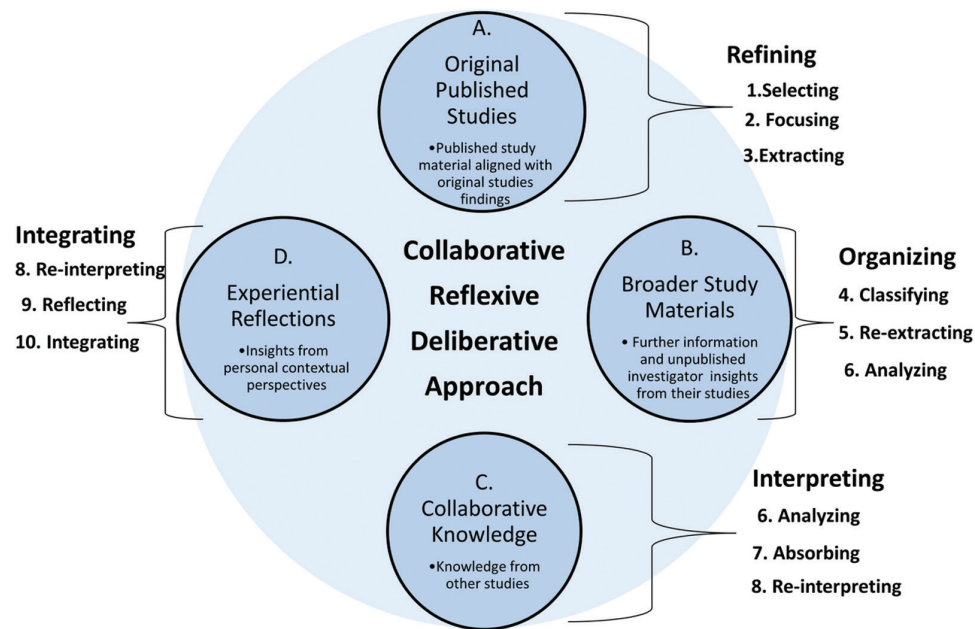 A.
Original
Published
Studies
•Published study
material aligned with
original studies
findings
Refining
1.Selecting
2. Focusing
3.Extracting
B.
Broader Study
Materials
• Further information
and unpublished
investigator insights
from their studies
Organizing
4. Classifying
5. Re-extracting
6. Analyzing
C.
Collaborative
Knowledge
•Knowledge from
other studies
Interpreting
6. Analyzing
7. Absorbing
8. Re-interpreting
D.
Experiential
Reflections
•Insights from
personal contextual
perspectives
Integrating
8. Re-interpreting
9. Reflecting
10. Integrating
Collaborative
Reflexive
Deliberative
Approach